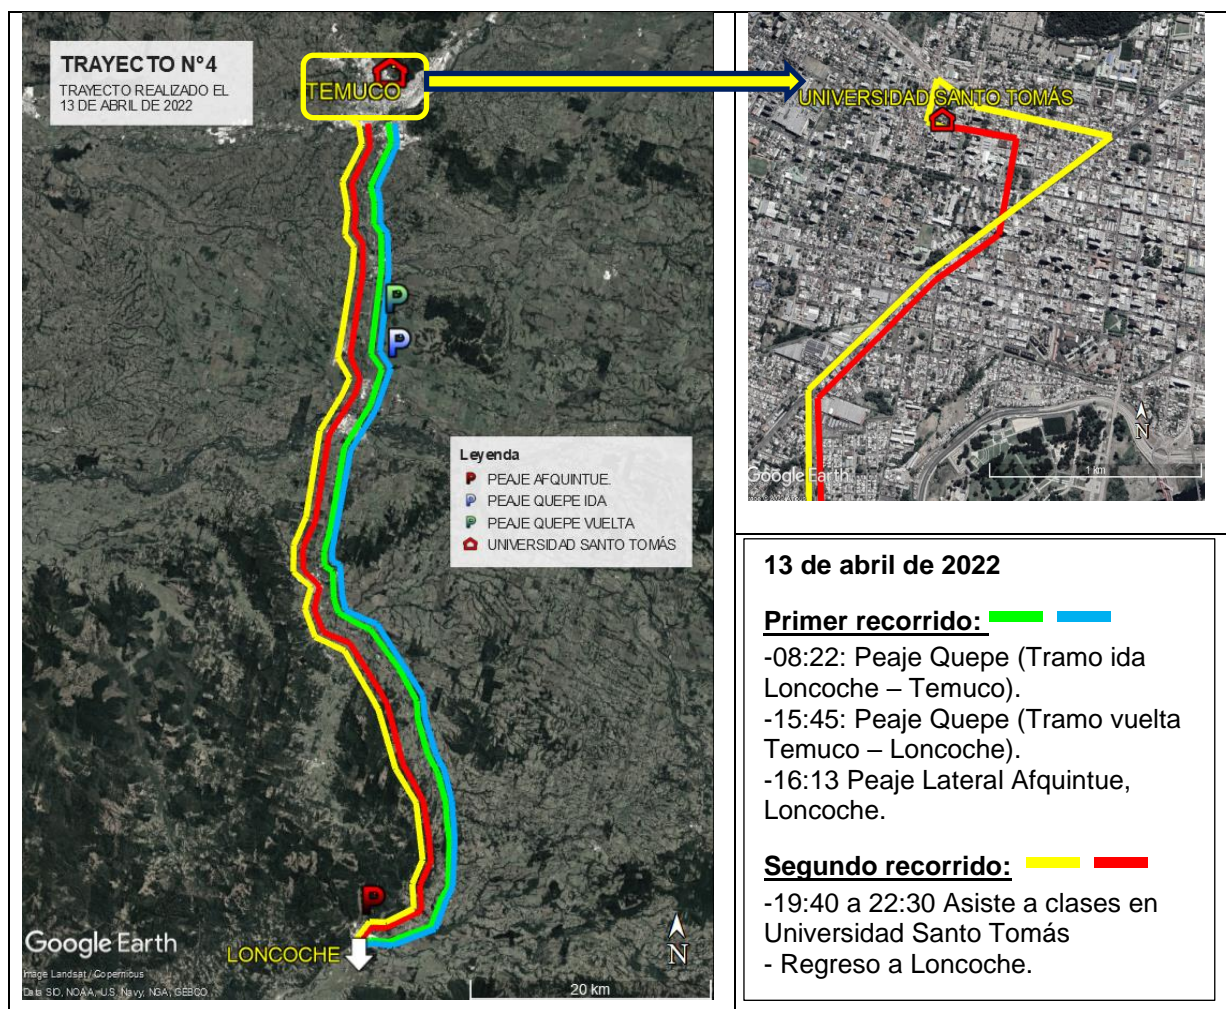 TRAYECTO N°4
TRAYECTO REALIZADO EL
13 DE ABRIL DE 2022
TEMUCO
P
P
Leyenda
P PEAJE AFQUINTUE.
P PEAJE QUEPE IDA
P PEAJE QUEPE VUELTA
UNIVERSIDAD SANTO TOMÁS
P
LONCOCHE
Google Earth
Image Landsat / Copernicus
Data SIO, NOAA, U.S. Navy, NGA, GEBCO
N
20 km
UNIVERSIDAD SANTO TOMÁS
Google Earth
N
1 km
13 de abril de 2022
Primer recorrido:
-08:22: Peaje Quepe (Tramo ida
Loncoche – Temuco).
-15:45: Peaje Quepe (Tramo vuelta
Temuco – Loncoche).
-16:13 Peaje Lateral Afquintue,
Loncoche.
Segundo recorrido:
-19:40 a 22:30 Asiste a clases en
Universidad Santo Tomás
- Regreso a Loncoche.